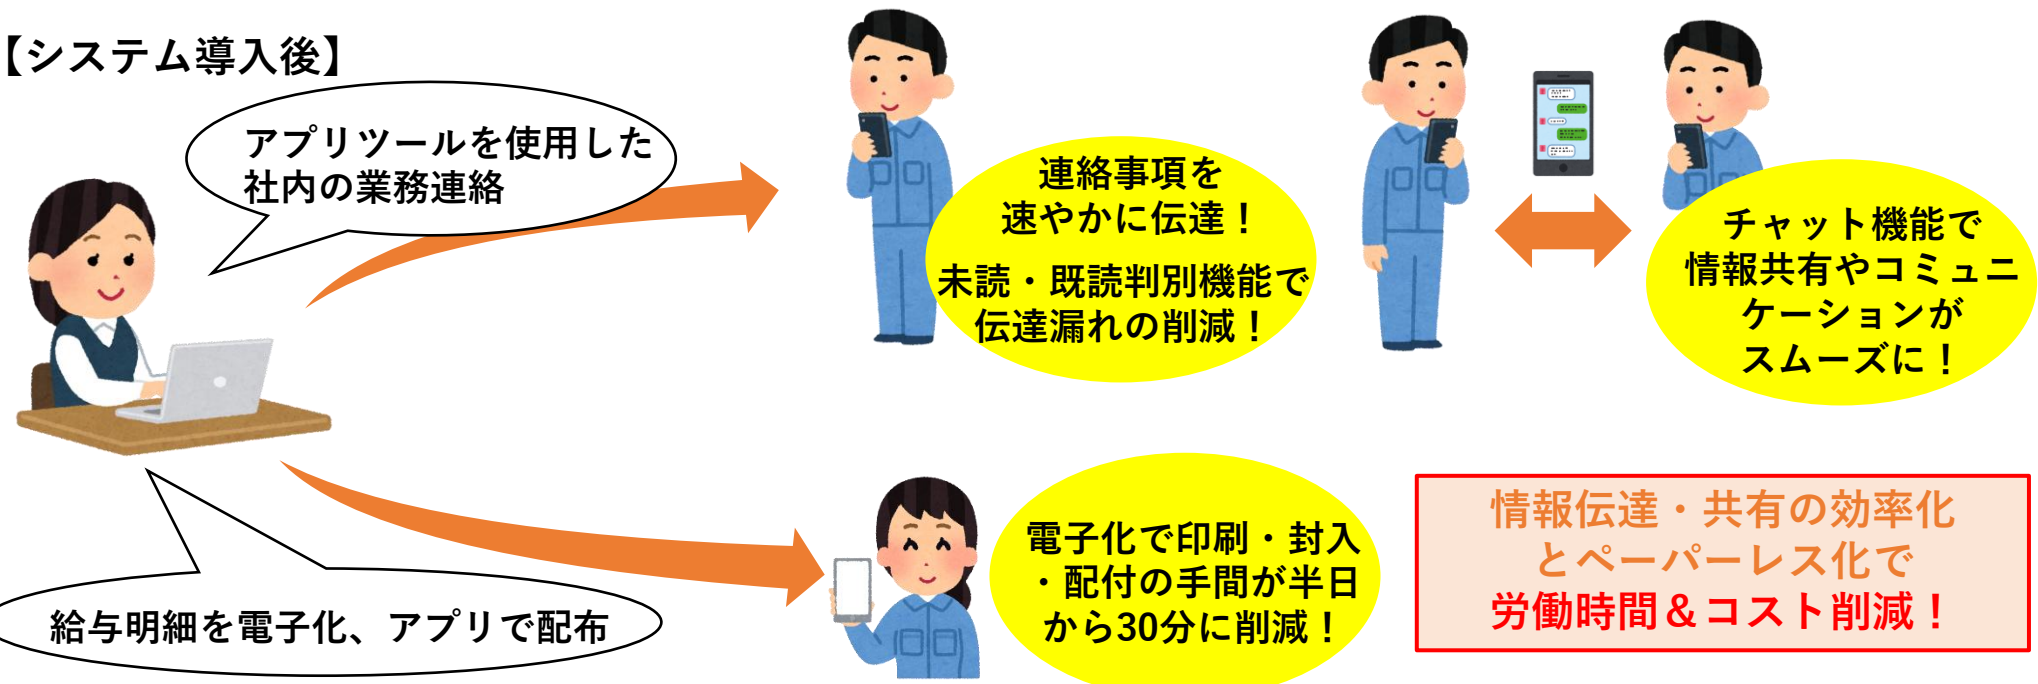 【システム導入後】
アプリツールを使用した
社内の業務連絡
連絡事項を
速やかに伝達！
未読・既読判別機能で
伝達漏れの削減！
チャット機能で
情報共有やコミュニ
ケーションが
スムーズに！
給与明細を電子化、アプリで配布
電子化で印刷・封入
・配付の手間が半日
から30分に削減！
情報伝達・共有の効率化
とペーパーレス化で
労働時間＆コスト削減！